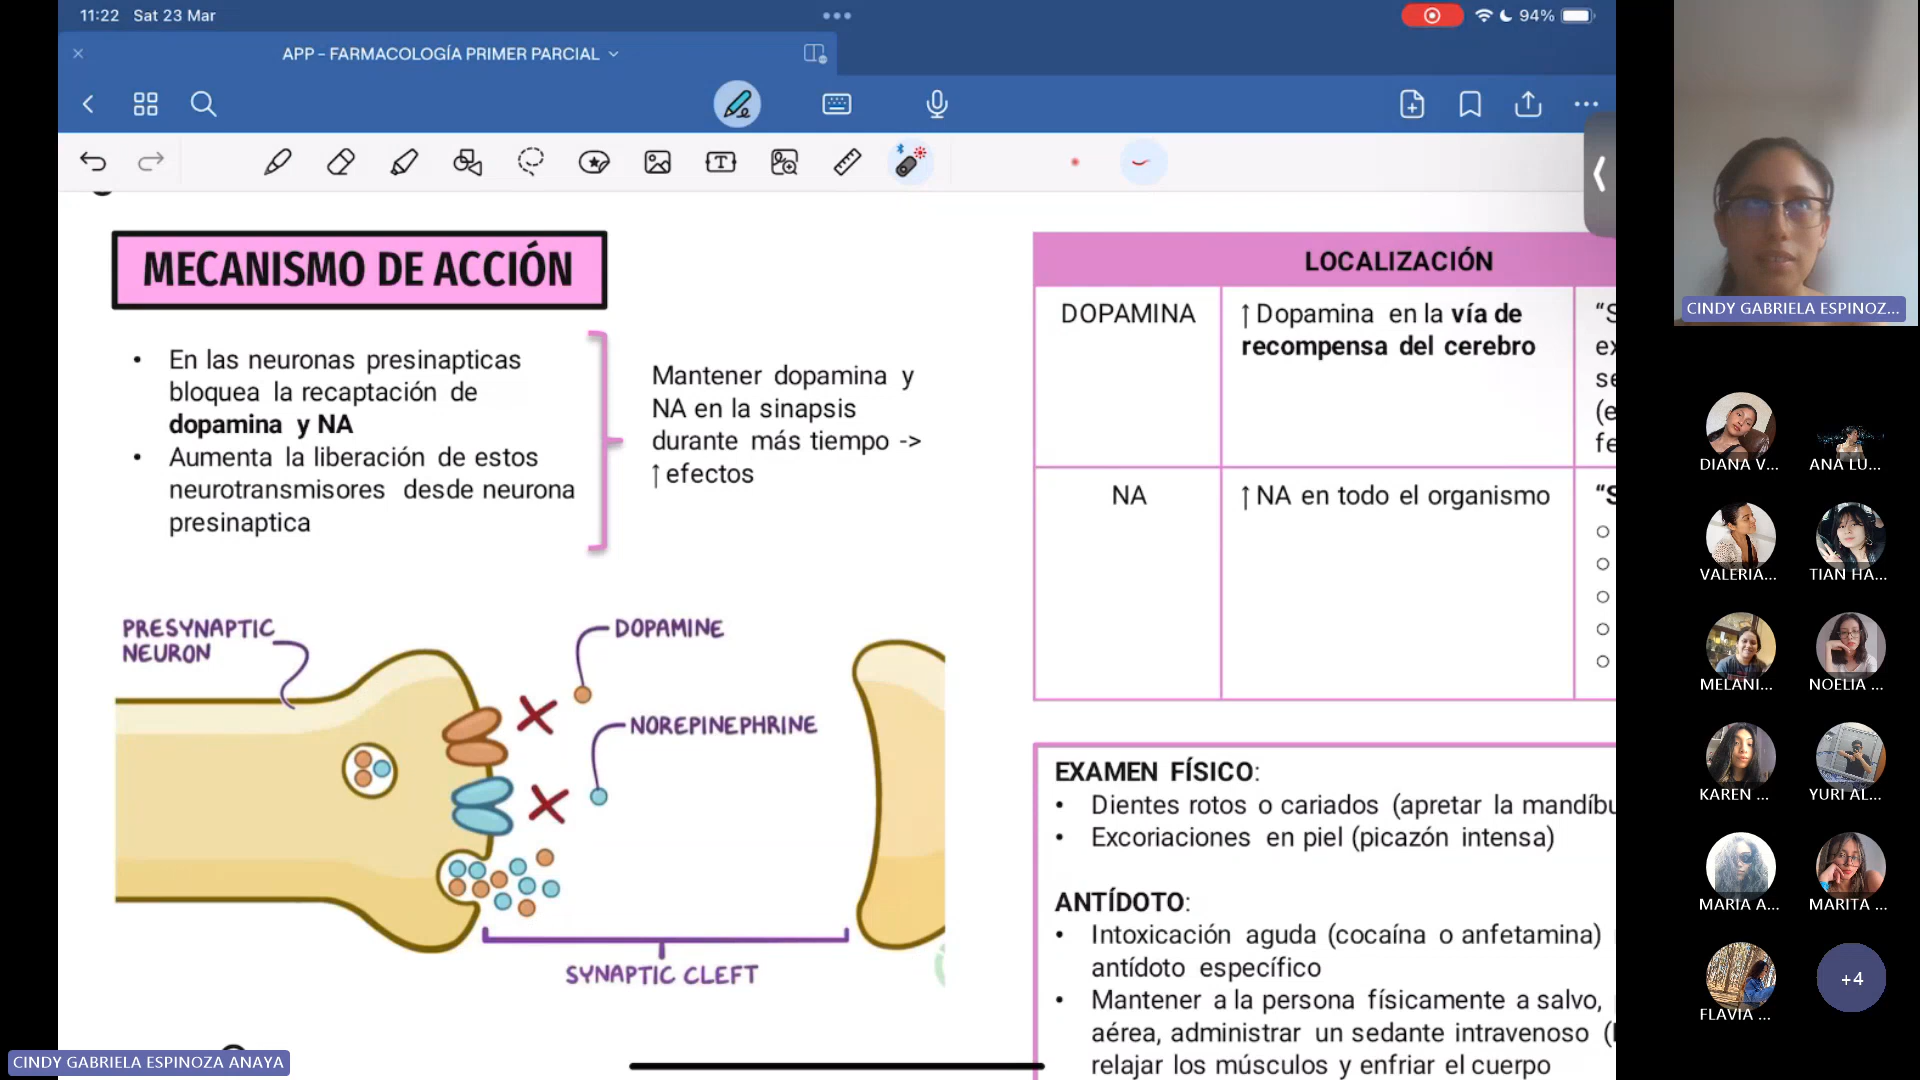 11:22 Sat 23 Mar
94%
APP - FARMACOLOGÍA PRIMER PARCIAL
MECANISMO DE ACCIÓN
• En las neuronas presinapticas
bloquea la recaptación de
dopamina y NA
• Aumenta la liberación de estos
neurotransmisores desde neurona
presinaptica
Mantener dopamina y
NA en la sinapsis
durante más tiempo ->
↑ efectos
PRESYNAPTIC
NEURON
DOPAMINE
NOREPINEPHRINE
SYNAPTIC CLEFT
LOCALIZACIÓN
DOPAMINA
↑ Dopamina en la vía de
recompensa del cerebro
NA
↑ NA en todo el organismo
EXAMEN FÍSICO:
• Dientes rotos o cariados (apretar la
• Excoriaciones en piel (picazón intensa)
ANTÍDOTO:
• Intoxicación aguda (cocaína o anfetamina)
antídoto específico
• Mantener a la persona físicamente a salvo,
aérea, administrar un sedante intravenoso
relajar los músculos y enfriar el cuerpo
CINDY GABRIELA ESPINOZA ANAYA
CINDY GABRIELA ESPINOZ...
DIANA V...
ANA LU...
VALERIA...
TIAN HA...
MELANI...
NOELIA ...
KAREN ...
YURI AL...
MARIA A...
MARITA ...
FLAVIA ...
+4